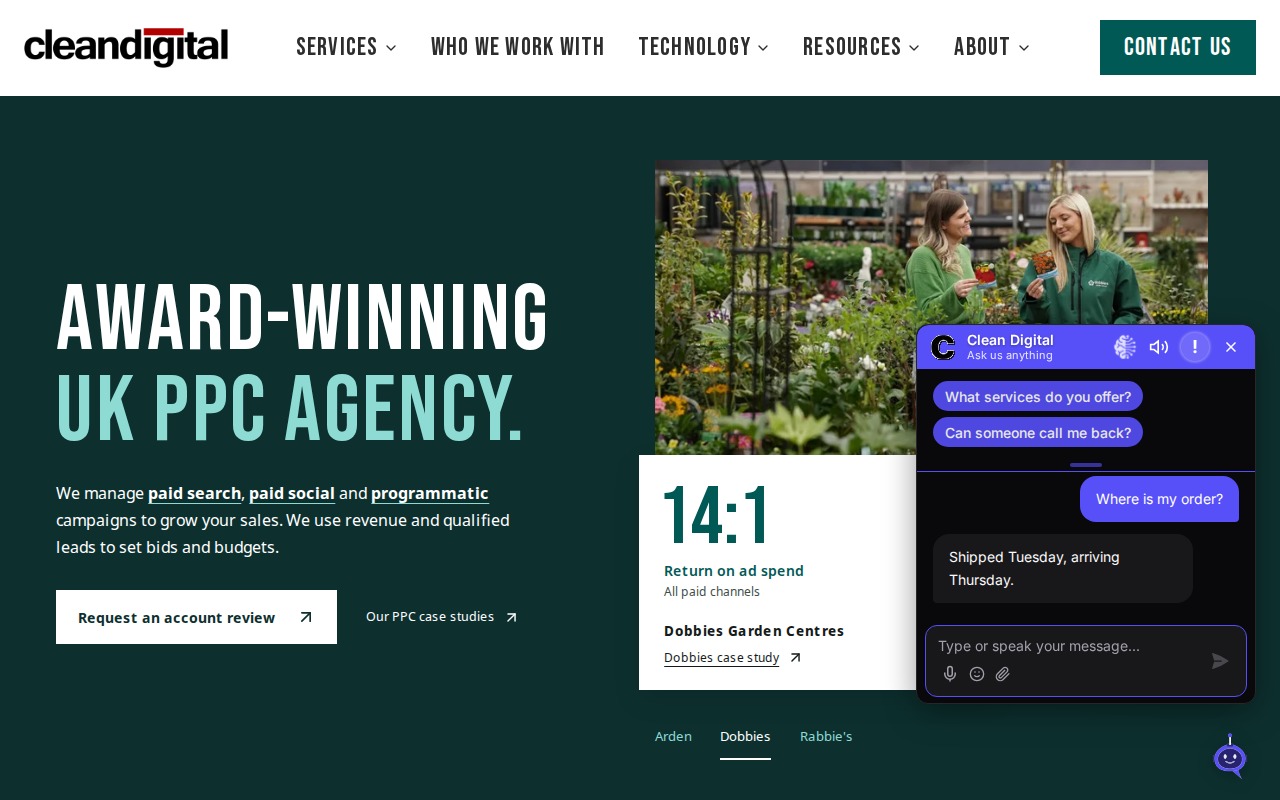 cleandigital
SERVICES
WHO WE WORK WITH
TECHNOLOGY
RESOURCES
ABOUT
CONTACT US
AWARD-WINNING
UK PPC AGENCY.
We manage paid search, paid social and programmatic
campaigns to grow your sales. We use revenue and qualified
leads to set bids and budgets.
Request an account review
Our PPC case studies
14:1
Return on ad spend
All paid channels
Dobbies Garden Centres
Dobbies case study
Arden
Dobbies
Rabbie's
Clean Digital
Ask us anything
!
What services do you offer?
Can someone call me back?
Where is my order?
Shipped Tuesday, arriving
Thursday.
Type or speak your message...